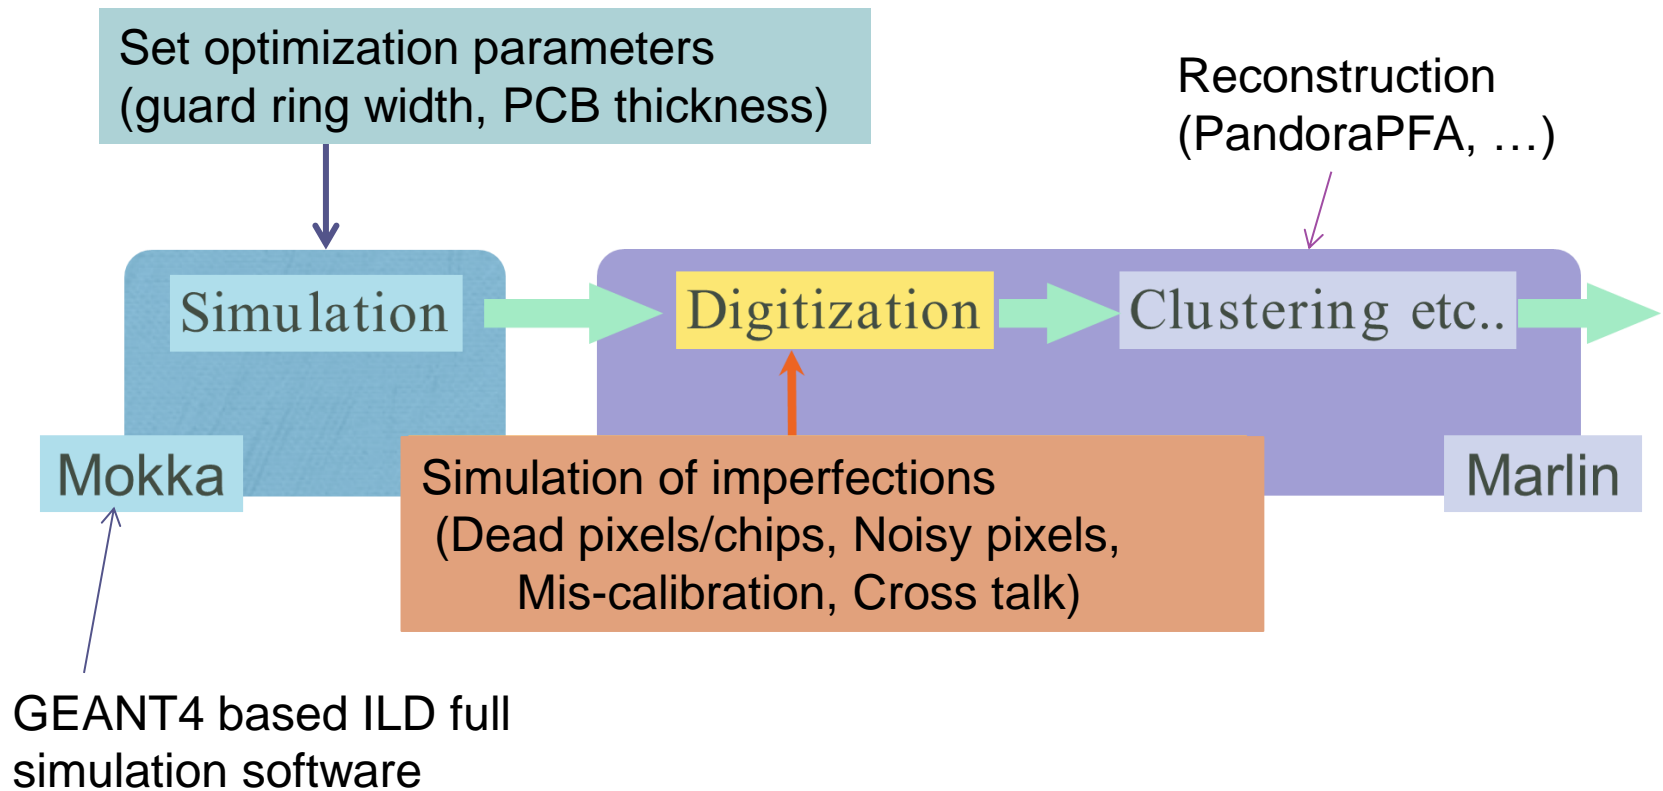 Set optimization parameters
(guard ring width, PCB thickness)
Reconstruction
(PandoraPFA, …)
Simulation
Digitization
Clustering etc..
Mokka
Simulation of imperfections
(Dead pixels/chips, Noisy pixels,
Mis-calibration, Cross talk)
Marlin
GEANT4 based ILD full
simulation software